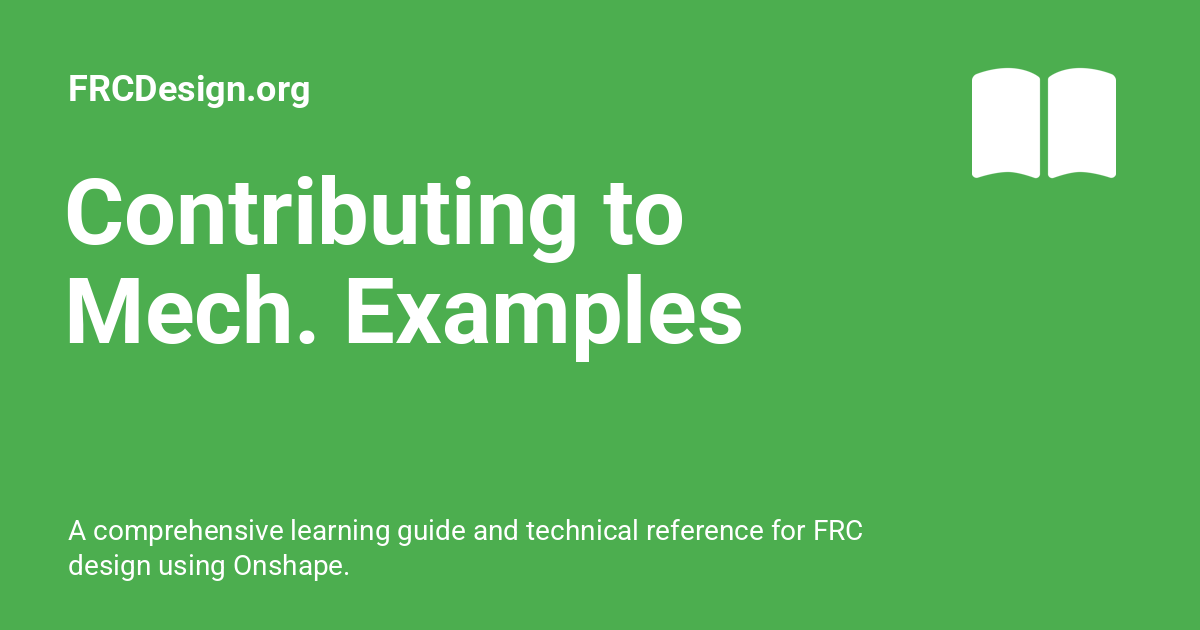 FRCDesign.org
Contributing to
Mech. Examples
A comprehensive learning guide and technical reference for FRC
design using Onshape.